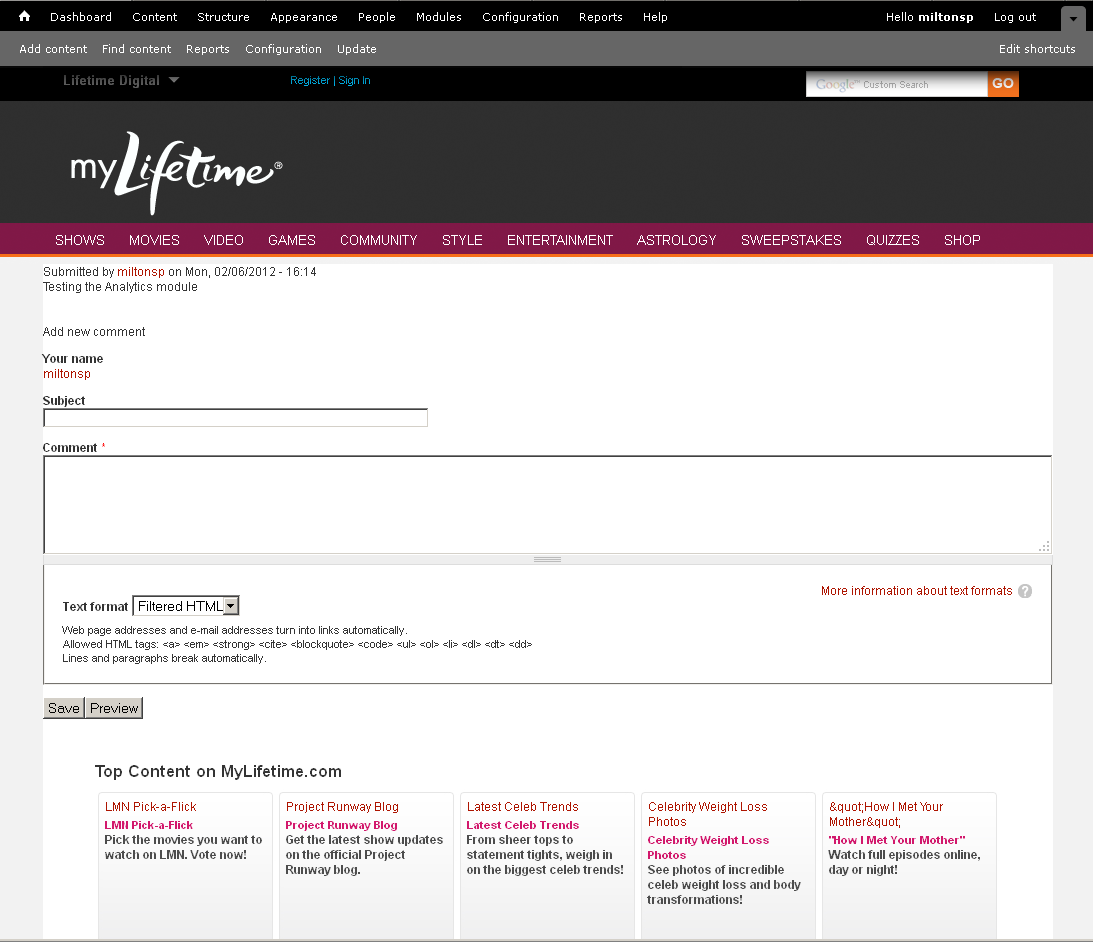 Dashboard Content Structure Appearance People Modules Configuration Reports Help Hello miltonsp Log out
Add content Find content Reports Configuration Update Edit shortcuts
Lifetime Digital Register | Sign in Google™ Custom Search GO
myLifetime®
SHOWS MOVIES VIDEO GAMES COMMUNITY STYLE ENTERTAINMENT ASTROLOGY SWEEPSTAKES QUIZZES SHOP
Submitted by miltonsp on Mon, 02/06/2012 - 16:14
Testing the Analytics module
Add new comment
Your name
miltonsp
Subject
Comment *
More information about text formats ?
Text format Filtered HTML
Web page addresses and e-mail addresses turn into links automatically.
Allowed HTML tags: <a> <em> <strong> <cite> <blockquote> <code> <ul> <ol> <li> <dl> <dt> <dd>
Lines and paragraphs break automatically.
Save Preview
Top Content on MyLifetime.com
LMN Pick-a-Flick
LMN Pick-a-Flick
Pick the movies you want to
watch on LMN. Vote now!
Project Runway Blog
Project Runway Blog
Get the latest show updates
on the official Project
Runway blog.
Latest Celeb Trends
Latest Celeb Trends
From sheer tops to
statement tights, weigh in
on the biggest celeb trends!
Celebrity Weight Loss
Photos
Celebrity Weight Loss
Photos
See photos of incredible
celeb weight loss and body
transformations!
&quot;How I Met Your
Mother&quot;
"How I Met Your Mother"
Watch full episodes online,
day or night!